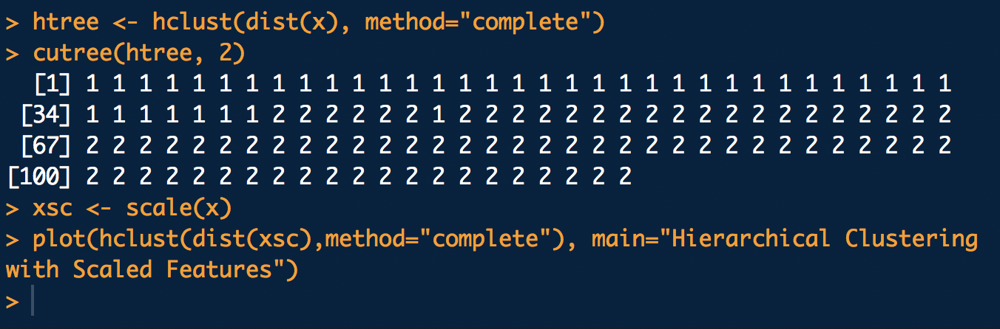 > htree <- hclust(dist(x), method="complete")
> cutree(htree, 2)
[1] 1 1 1 1 1 1 1 1 1 1 1 1 1 1 1 1 1 1 1 1 1 1 1 1 1 1 1 1 1 1 1 1 1
[34] 1 1 1 1 1 1 1 2 2 2 2 2 2 1 2 2 2 2 2 2 2 2 2 2 2 2 2 2 2 2 2 2 2
[67] 2 2 2 2 2 2 2 2 2 2 2 2 2 2 2 2 2 2 2 2 2 2 2 2 2 2 2 2 2 2 2 2 2
[100] 2 2 2 2 2 2 2 2 2 2 2 2 2 2 2 2 2 2 2 2 2
> xsc <- scale(x)
> plot(hclust(dist(xsc),method="complete"), main="Hierarchical Clustering
with Scaled Features")
>